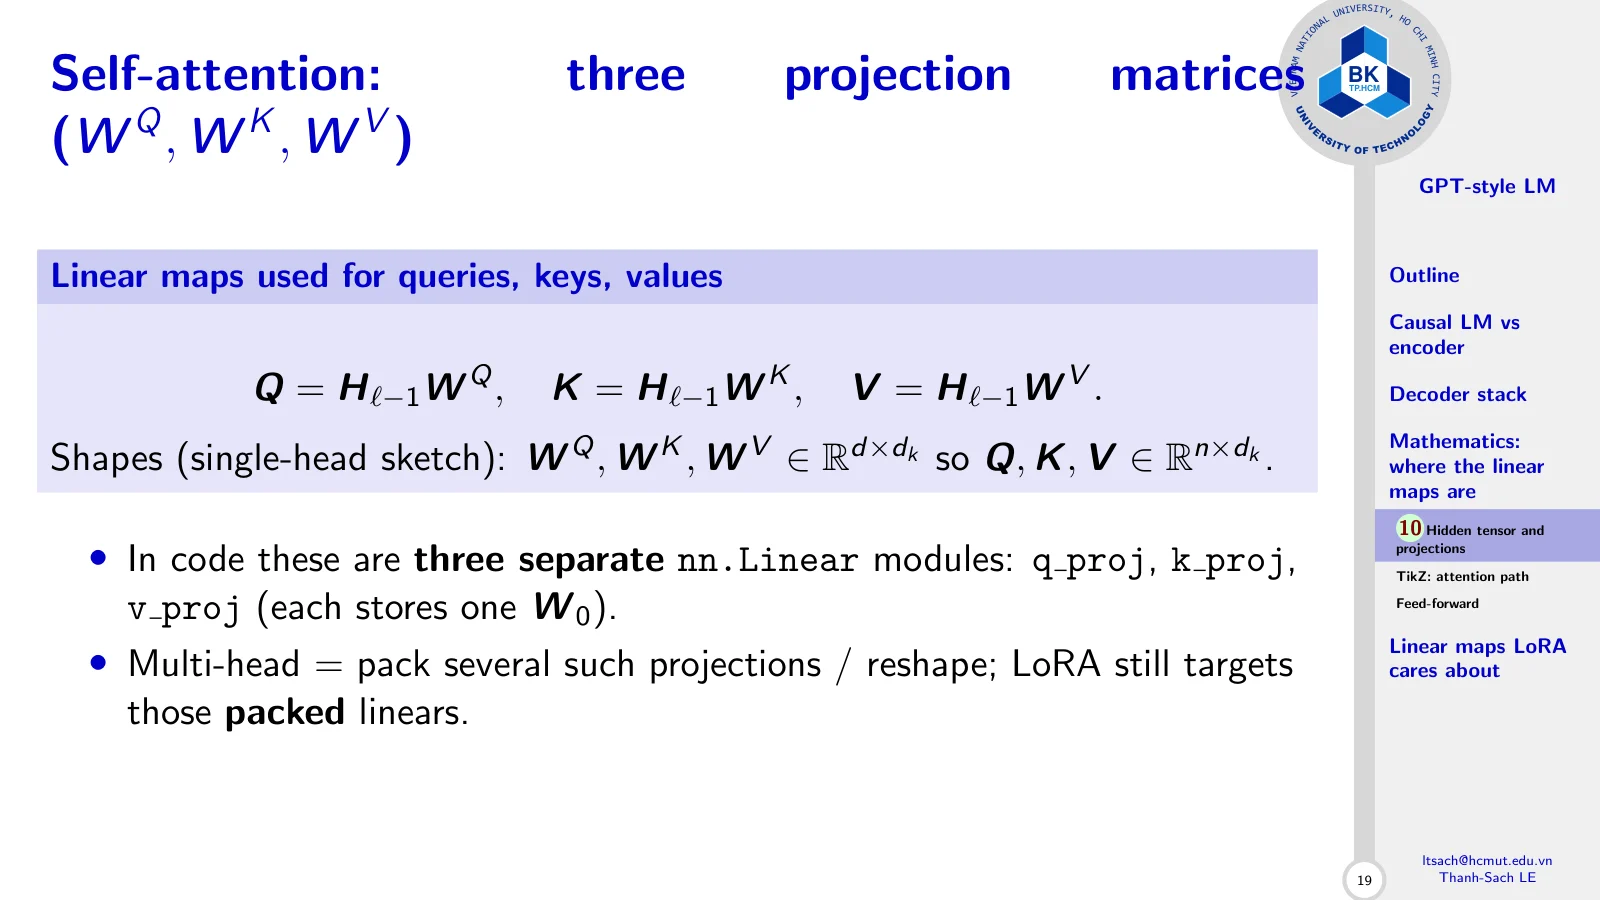 Self-attention: three projection matrices
(W^Q, W^K, W^V)
Linear maps used for queries, keys, values
Q = H_{ℓ−1}W^Q, K = H_{ℓ−1}W^K, V = H_{ℓ−1}W^V.
Shapes (single-head sketch): W^Q, W^K, W^V ∈ ℝ^{d×d_k} so Q, K, V ∈ ℝ^{n×d_k}.
• In code these are three separate nn.Linear modules: q_proj, k_proj,
v_proj (each stores one W_0).
• Multi-head = pack several such projections / reshape; LoRA still targets
those packed linears.
VIETNAM NATIONAL UNIVERSITY, HO CHI MINH CITY
BK
TP.HCM
UNIVERSITY OF TECHNOLOGY
GPT-style LM
Outline
Causal LM vs
encoder
Decoder stack
Mathematics:
where the linear
maps are
10 Hidden tensor and
projections
TikZ: attention path
Feed-forward
Linear maps LoRA
cares about
ltsach@hcmut.edu.vn
Thanh-Sach LE
19